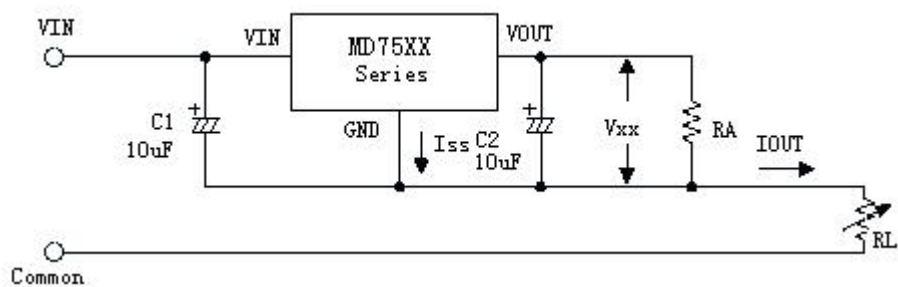 VIN
VIN
MD75XX
Series
VOUT
C1
10uF
GND
Iss
C2
10uF
Vxx
RA
IOUT
RL
Common